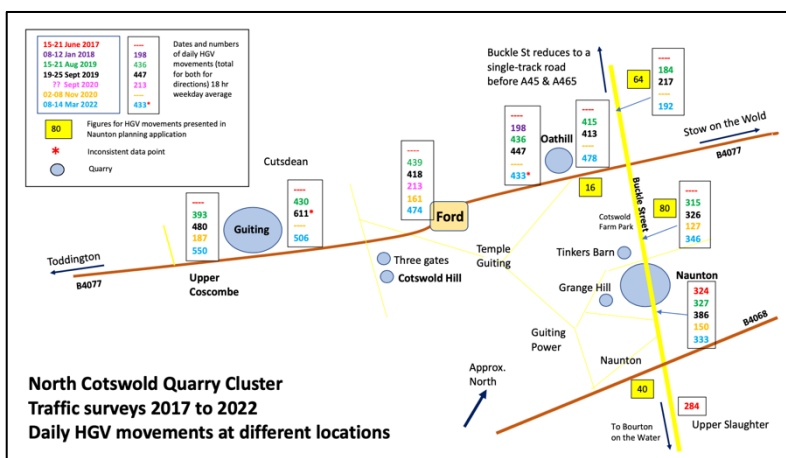 15-21 June 2017
08-12 Jan 2018
15-21 Aug 2019
19-25 Sept 2019
?? Sept 2020
02-08 Nov 2020
08-14 Mar 2022
----
198
436
447
213
----
433*
Dates and numbers
of daily HGV
movements (total
for both for
directions) 18 hr
weekday average
80
Figures for HGV movements presented in
Naunton planning application
*
Inconsistent data point
Quarry
Buckle St reduces to a
single-track road
before A45 & A465
64
----
184
217
----
192
Stow on the Wold
B4077
----
415
413
----
478
Oathill
----
198
436
447
----
433*
16
Cutsdean
----
439
418
213
161
474
Ford
----
430
611*
----
506
Guiting
----
393
480
187
550
Upper
Coscombe
Toddington
B4077
Three gates
Cotswold Hill
Temple
Guiting
Buckle Street
80
----
315
326
127
346
Cotswold
Farm Park
Tinkers Barn
Grange Hill
Naunton
324
327
386
150
333
Guiting
Power
Naunton
B4068
40
284
Upper Slaughter
To Bourton
on the Water
Approx.
North
North Cotswold Quarry Cluster
Traffic surveys 2017 to 2022
Daily HGV movements at different locations